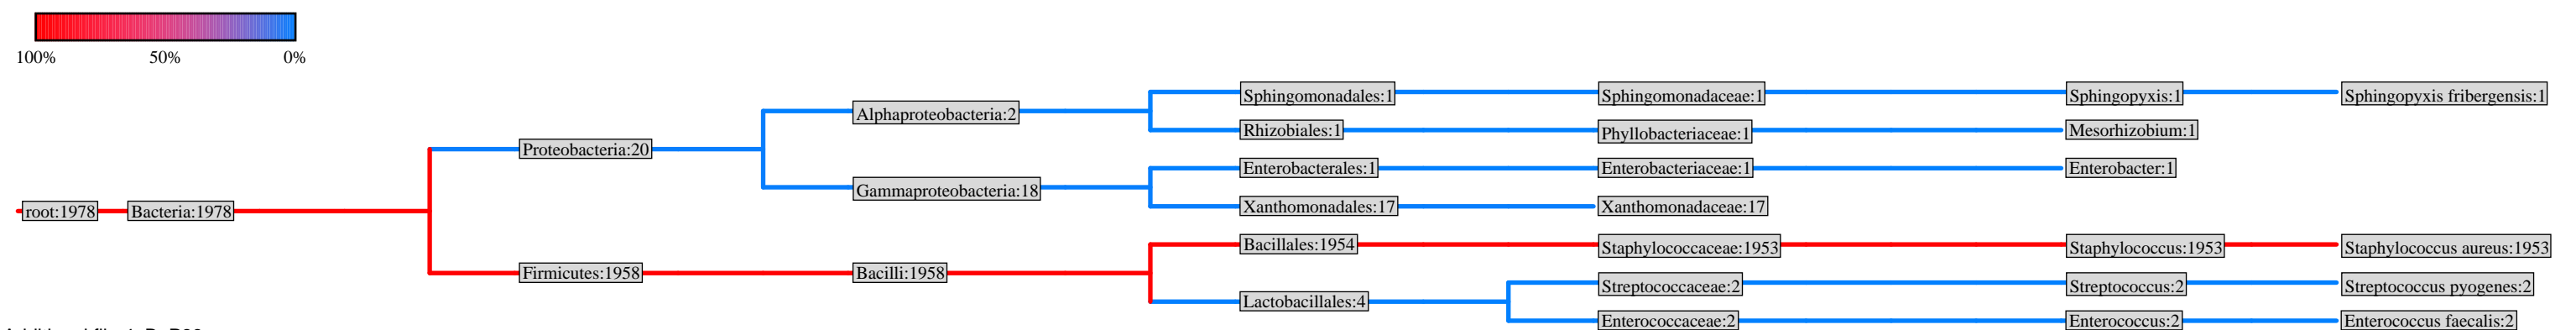 100% 50% 0%
Sphingomonadales:1 Sphingomonadaceae:1 Sphingopyxis:1 Sphingopyxis fribergensis:1
Alphaproteobacteria:2
Rhizobiales:1 Phyllobacteriaceae:1 Mesorhizobium:1
Proteobacteria:20
Enterobacterales:1 Enterobacteriaceae:1 Enterobacter:1
Gammaproteobacteria:18
Xanthomonadales:17 Xanthomonadaceae:17
root:1978 Bacteria:1978
Bacillales:1954 Staphylococcaceae:1953 Staphylococcus:1953 Staphylococcus aureus:1953
Firmicutes:1958 Bacilli:1958
Streptococcaceae:2 Streptococcus:2 Streptococcus pyogenes:2
Lactobacillales:4
Enterococcaceae:2 Enterococcus:2 Enterococcus faecalis:2